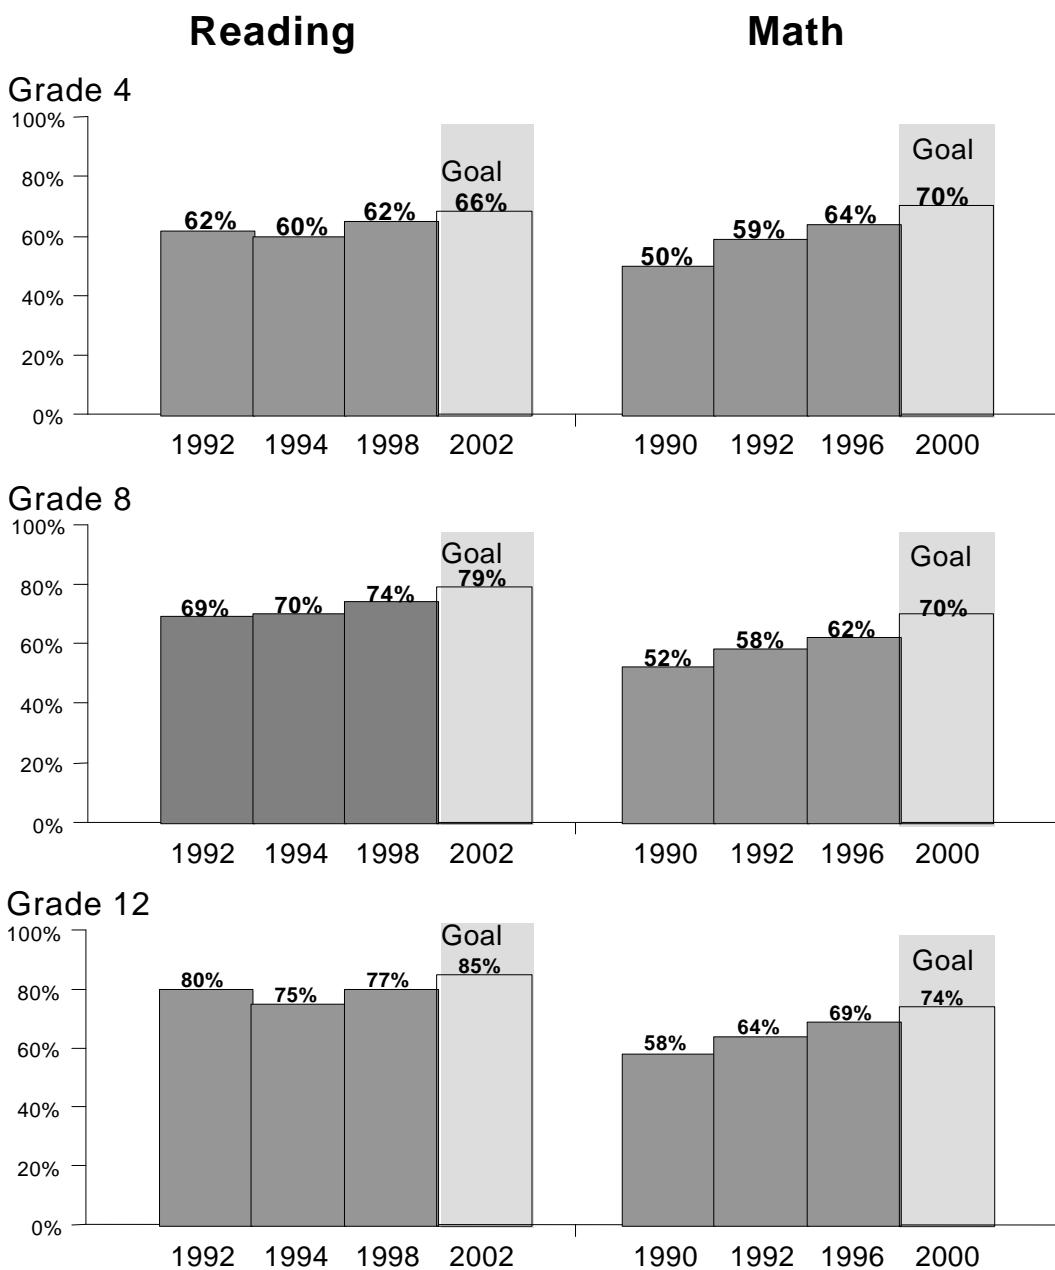 Reading Math
Grade 4
100%
80%
60%
40%
20%
0%
Goal
66%
62% 60% 62%
1992 1994 1998 2002
Goal
70%
50% 59% 64%
1990 1992 1996 2000
Grade 8
100%
80%
60%
40%
20%
0%
Goal
79%
69% 70% 74%
1992 1994 1998 2002
Goal
70%
52% 58% 62%
1990 1992 1996 2000
Grade 12
100%
80%
60%
40%
20%
0%
Goal
85%
80% 75% 77%
1992 1994 1998 2002
Goal
74%
58% 64% 69%
1990 1992 1996 2000